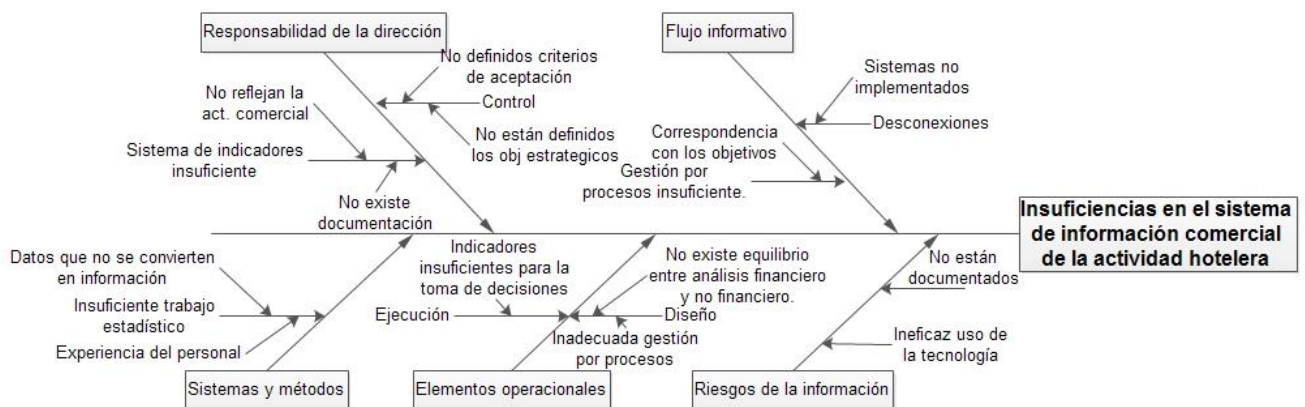 Responsabilidad de la dirección
Flujo informativo
No definidos criterios
de aceptación
Control
No reflejan la
act. comercial
No están definidos
los obj estrategicos
Sistema de indicadores
insuficiente
No existe
documentación
Sistemas no
implementados
Desconexiones
Correspondencia
con los objetivos
Gestión por
procesos insuficiente.
Insuficiencias en el sistema
de información comercial
de la actividad hotelera
Datos que no se convierten
en información
Insuficiente trabajo
estadístico
Experiencia del personal
Indicadores
insuficientes para la
toma de decisiones
Ejecución
No existe equilibrio
entre análisis financiero
y no financiero.
Diseño
Inadecuada gestión
por procesos
No están
documentados
Ineficaz uso de
la tecnología
Sistemas y métodos
Elementos operacionales
Riesgos de la información